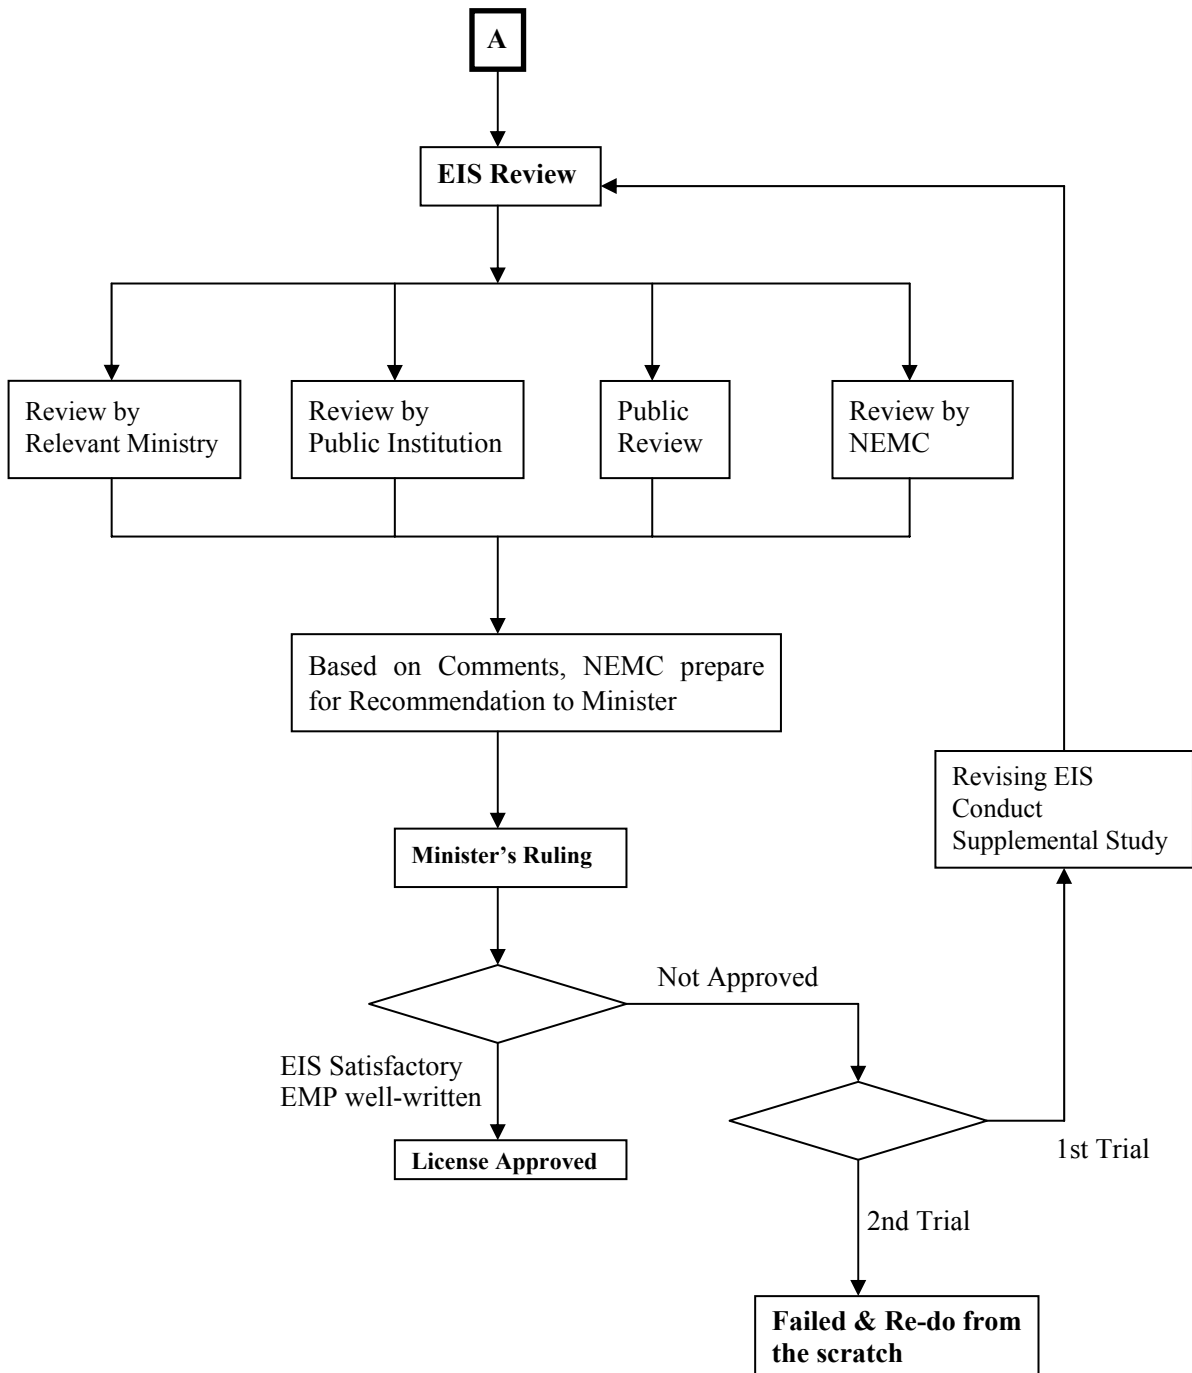 A
EIS Review
Review by
Relevant Ministry
Review by
Public Institution
Public
Review
Review by
NEMC
Based on Comments, NEMC prepare
for Recommendation to Minister
Revising EIS
Conduct
Supplemental Study
Minister’s Ruling
Not Approved
EIS Satisfactory
EMP well-written
License Approved
1st Trial
2nd Trial
Failed & Re-do from
the scratch